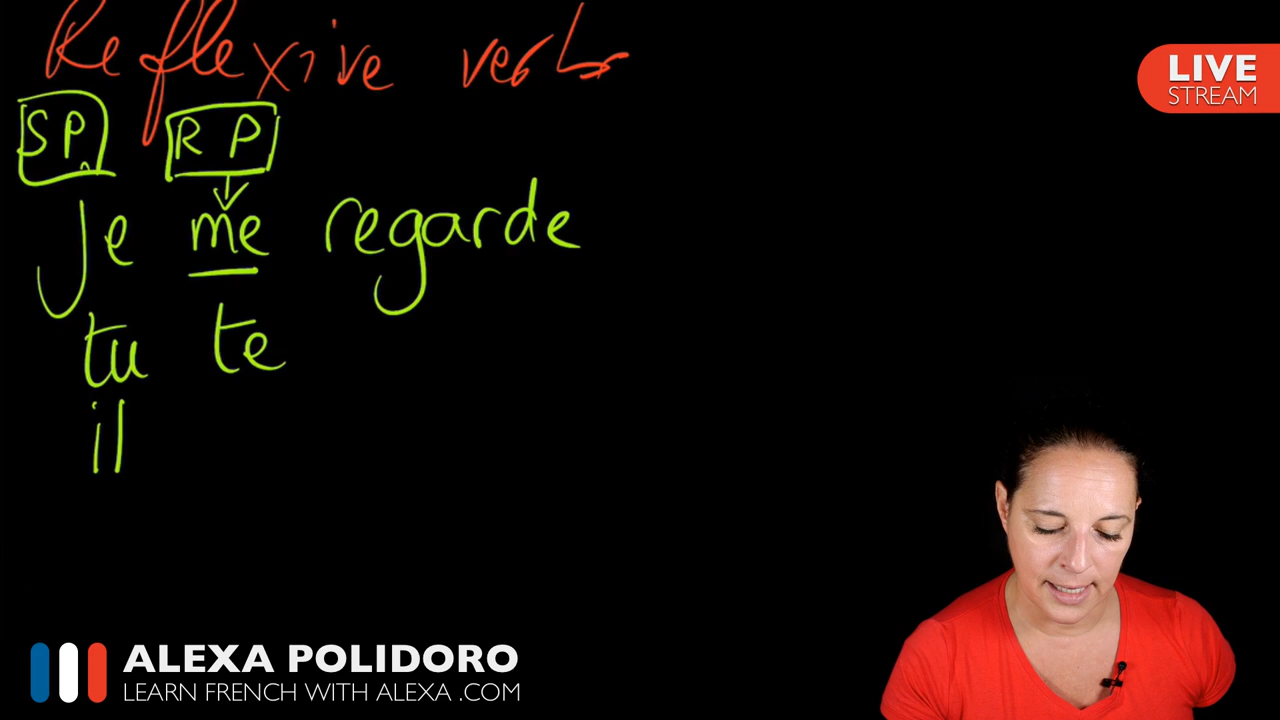 Reflexive verbs
LIVE
STREAM
SP RP
je me regarde
tu te
il
ALEXA POLIDORO
LEARN FRENCH WITH ALEXA .COM